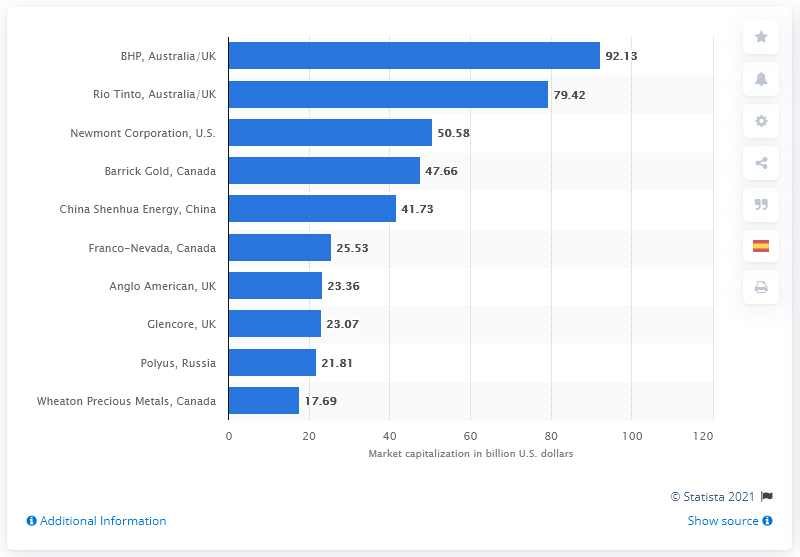 BHP, Australia/UK 92.13
Rio Tinto, Australia/UK 79.42
Newmont Corporation, U.S. 50.58
Barrick Gold, Canada 47.66
China Shenhua Energy, China 41.73
Franco-Nevada, Canada 25.53
Anglo American, UK 23.36
Glencore, UK 23.07
Polyus, Russia 21.81
Wheaton Precious Metals, Canada 17.69
0 20 40 60 80 100 120
Market capitalization in billion U.S. dollars
© Statista 2021
Additional Information Show source